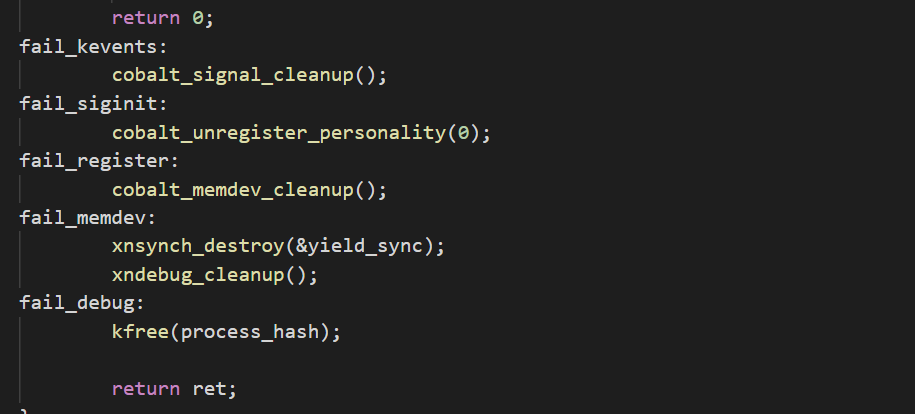 return 0;
fail_kevents:
cobalt_signal_cleanup();
fail_siginit:
cobalt_unregister_personality(0);
fail_register:
cobalt_memdev_cleanup();
fail_memdev:
xnsynch_destroy(&yield_sync);
xndebug_cleanup();
fail_debug:
kfree(process_hash);
return ret;
}